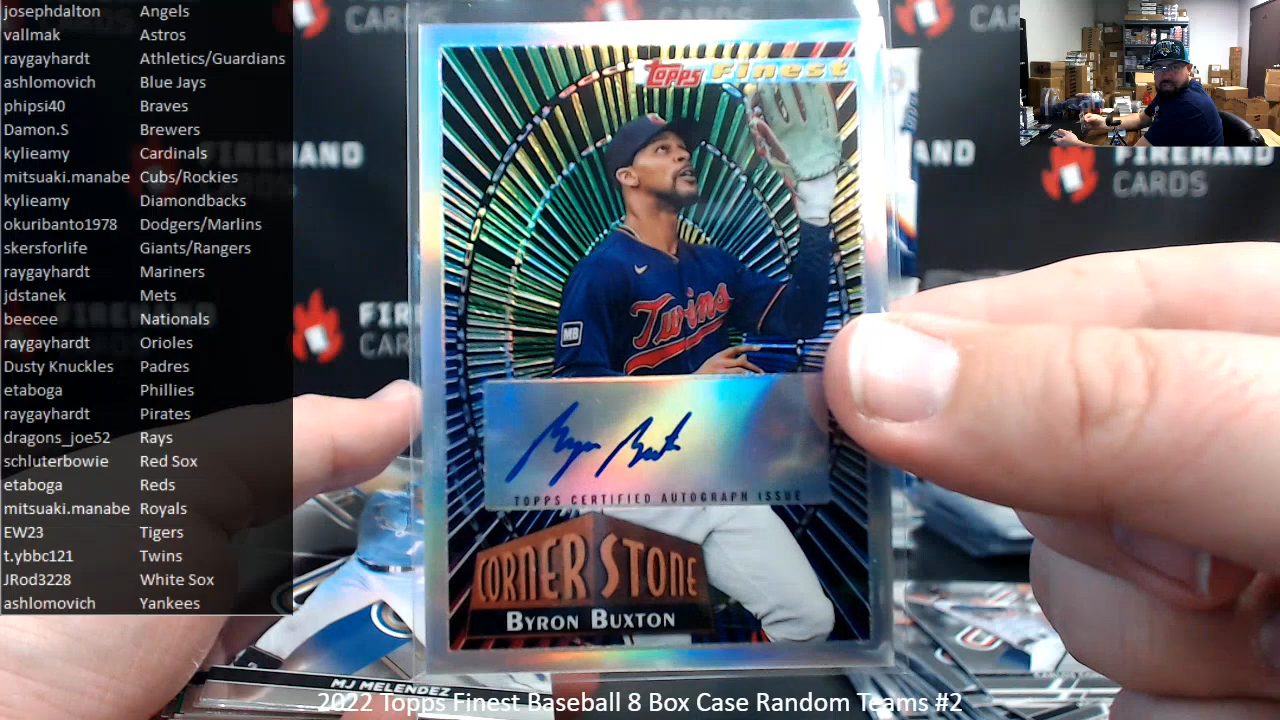 josephdalton Angels
vallmak Astros
raygayhardt Athletics/Guardians
ashlomovich Blue Jays
phipsi40 Braves
Damon.S Brewers
kylieamy Cardinals
mitsuaki.manabe Cubs/Rockies
kylieamy Diamondbacks
okuribanto1978 Dodgers/Marlins
skersforlife Giants/Rangers
raygayhardt Mariners
jdstanek Mets
beecee Nationals
raygayhardt Orioles
Dusty Knuckles Padres
etaboga Phillies
raygayhardt Pirates
dragons_joe52 Rays
schluterbowie Red Sox
etaboga Reds
mitsuaki.manabe Royals
EW23 Tigers
t.ybbc121 Twins
JRod3228 White Sox
ashlomovich Yankees
Topps Finest
Twins
MB
Byron Buxton
TOPPS CERTIFIED AUTOGRAPH ISSUE
CORNER STONE
BYRON BUXTON
FIREHAND
CARDS
MJ MELENDEZ
2022 Topps Finest Baseball 8 Box Case Random Teams #2